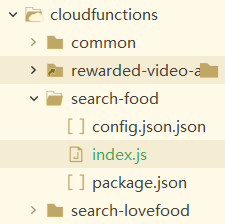 cloudfunctions
common
rewarded-video-a
search-food
config.json.json
index.js
package.json
search-lovefood